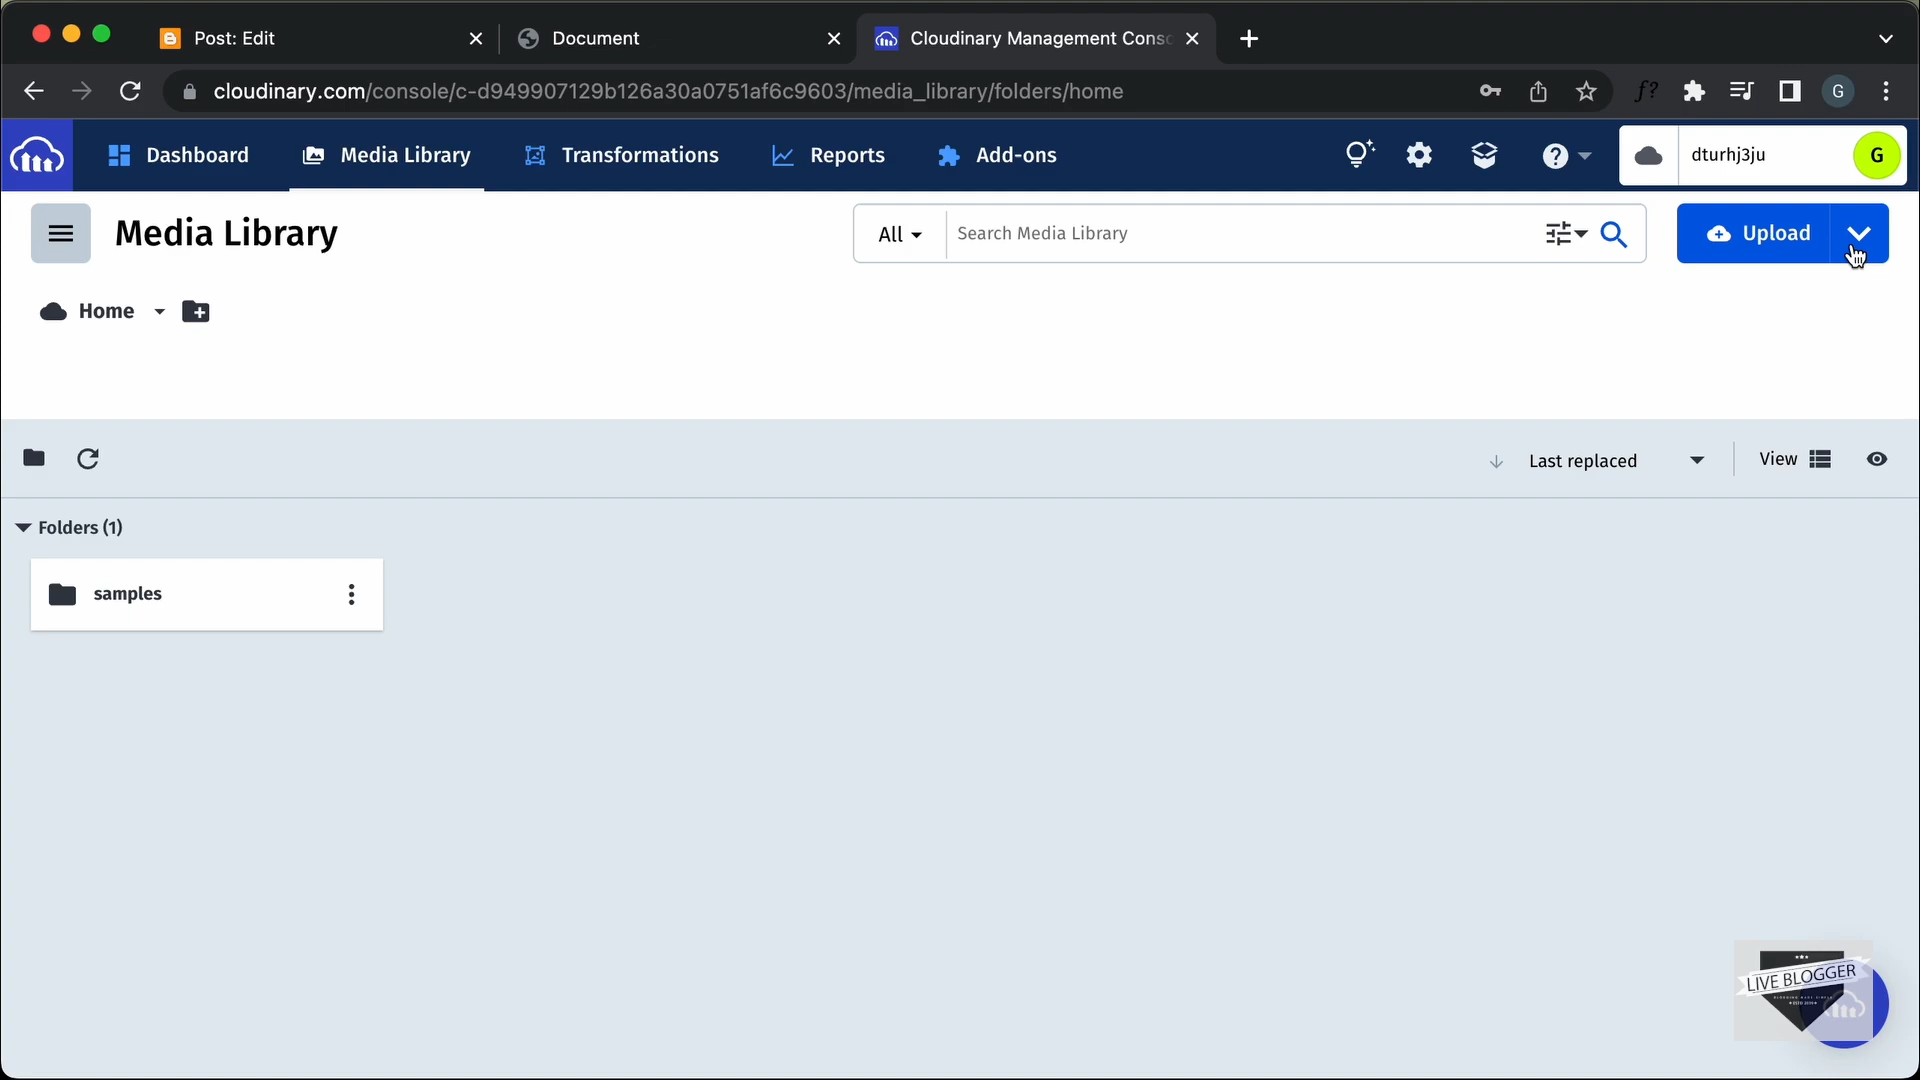 Post: Edit
Document
Cloudinary Management Conso
cloudinary.com/console/c-d949907129b126a30a0751af6c9603/media_library/folders/home
f?
G
Dashboard
Media Library
Transformations
Reports
Add-ons
dturhj3ju
G
Media Library
All
Search Media Library
Upload
Home
Last replaced
View
Folders (1)
samples
LIVE BLOGGER